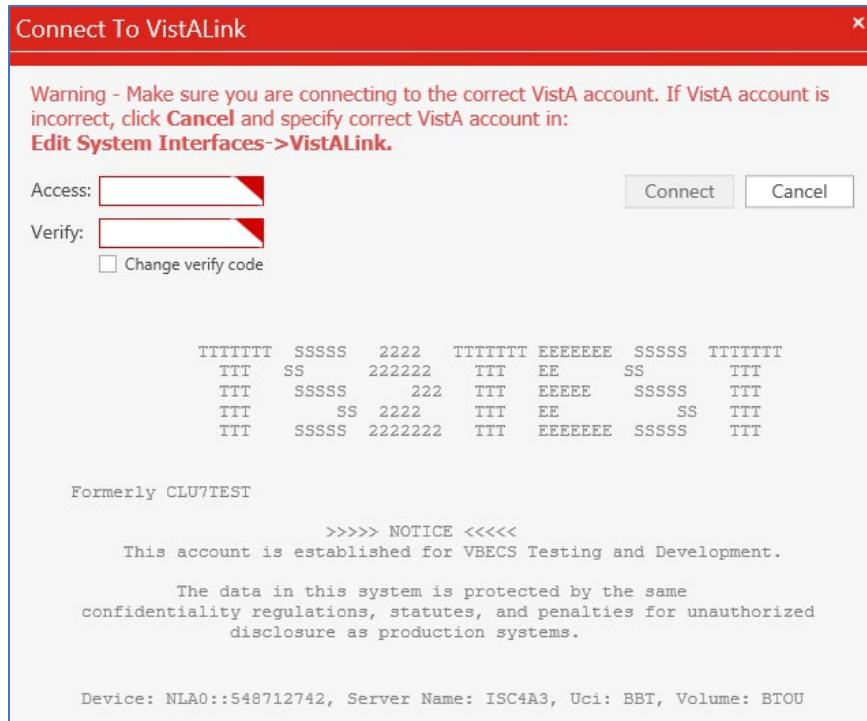 Connect To VistALink ×
Warning - Make sure you are connecting to the correct VistA account. If VistA account is
incorrect, click Cancel and specify correct VistA account in:
Edit System Interfaces->VistALink.
Access:
Connect Cancel
Verify:
Change verify code
TTTTTTT  SSSSS   2222   TTTTTTT EEEEEEE  SSSSS  TTTTTTT
  TTT   SS      222222    TTT   EE      SS        TTT
  TTT    SSSSS      222   TTT   EEEEE    SSSSS    TTT
  TTT        SS  2222     TTT   EE           SS   TTT
  TTT    SSSSS  2222222   TTT   EEEEEEE  SSSSS    TTT
Formerly CLU7TEST
>>>>> NOTICE <<<<<
This account is established for VBECS Testing and Development.
The data in this system is protected by the same
confidentiality regulations, statutes, and penalties for unauthorized
disclosure as production systems.
Device: NLA0::548712742, Server Name: ISC4A3, Uci: BBT, Volume: BTOU